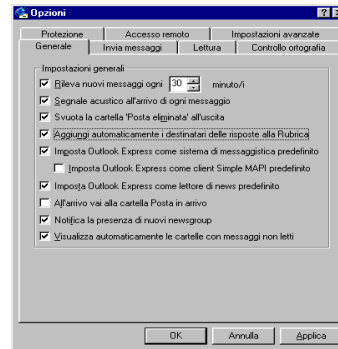 Opzioni
Protezione Accesso remoto Impostazioni avanzate
Generale Invia messaggi Lettura Controllo ortografia
Impostazioni generali
Rileva nuovi messaggi ogni 30 minuto/i
Segnale acustico all'arrivo di ogni messaggio
Svuota la cartella 'Posta eliminata' all'uscita
Aggiungi automaticamente i destinatari delle risposte alla Rubrica
Imposta Outlook Express come sistema di messaggistica predefinito
Imposta Outlook Express come client Simple MAPI predefinito
Imposta Outlook Express come lettore di news predefinito
All'arrivo vai alla cartella Posta in arrivo
Notifica la presenza di nuovi newsgroup
Visualizza automaticamente le cartelle con messaggi non letti
OK Annulla Applica